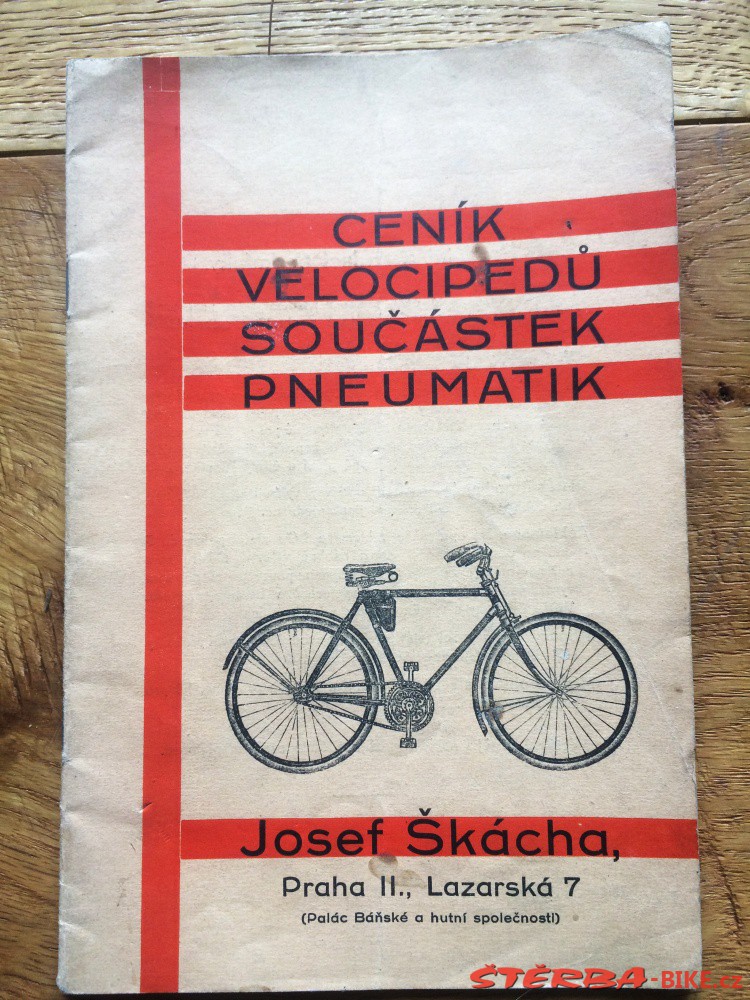 CENÍK
VELOCIPEDŮ
SOUČÁSTEK
PNEUMATIK
Josef Škácha,
Praha II., Lazarská 7
(Palác Báňské a hutní společnosti)
ŠTĚRBA-BIKE.cz